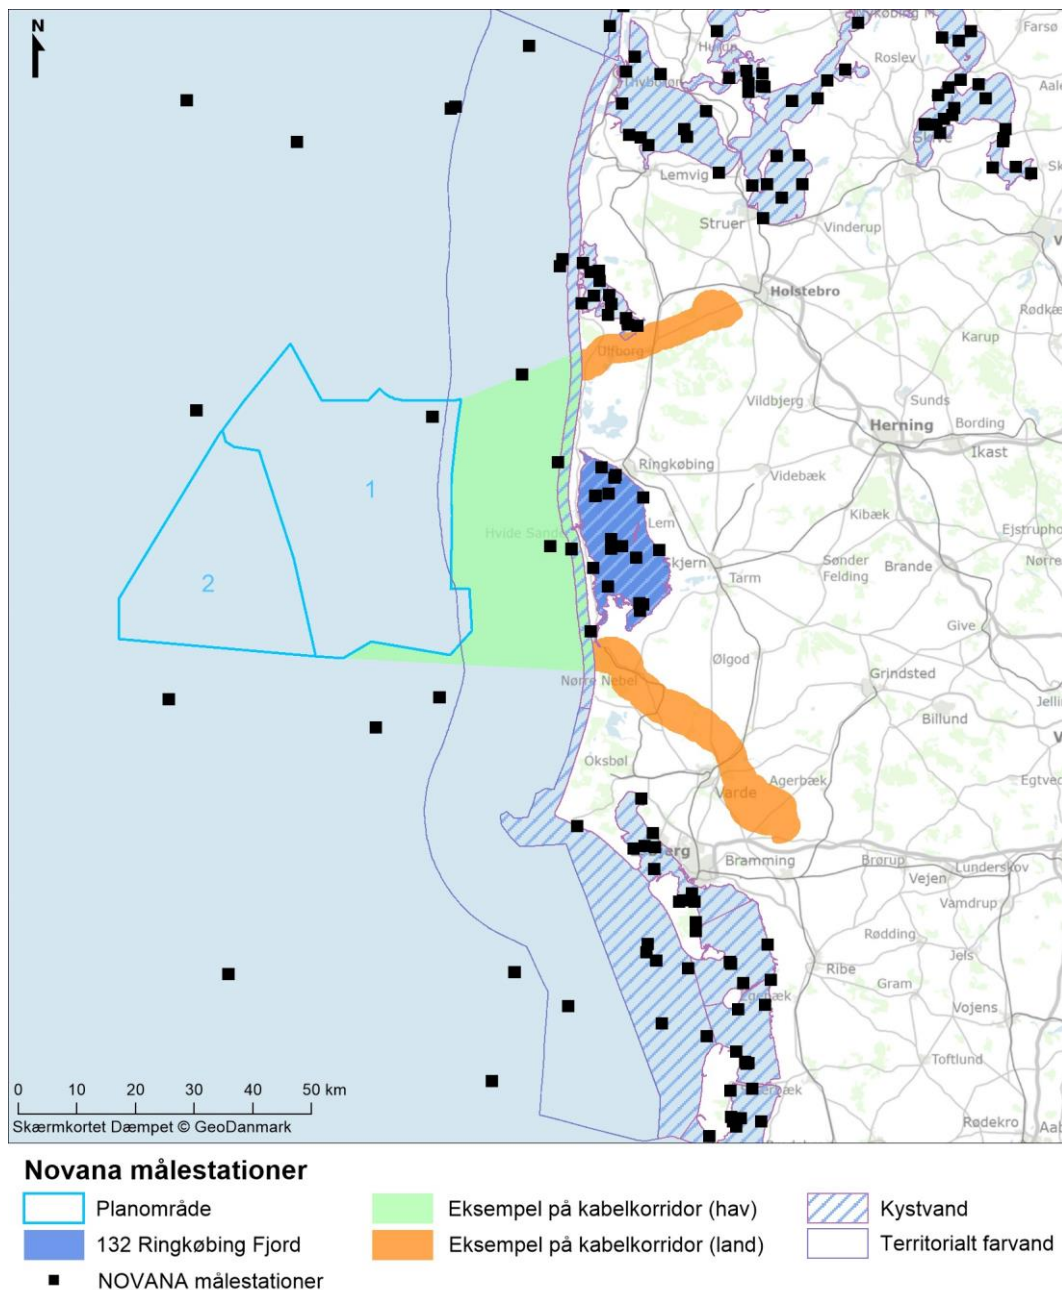 N
Hurup
Nykøbing M
Farsø
Roslev
Thyborøn
Skive
Lemvig
Struer
Vinderup
Holstebro
Karup
Ulfborg
Vildbjerg
Sunds
Herning
Bording
Ikast
Ringkøbing
Videbæk
1
Hvide Sande
Lem
Kibæk
Skjern
Sønder
Felding
Brande
2
Tarm
Give
Ølgod
Grindsted
Nørre Nebel
Billund
Oksbøl
Agerbæk
Varde
Bramming
Brørup
Lunderskov
Vejen
Vamdrup
Rødding
Jels
Ribe
Gram
Vojens
Toftlund
Rødekro
0 10 20 30 40 50 km
Skærmkortet Dæmpet © GeoDanmark
Novana målestationer
Planområde
Eksempel på kabelkorridor (hav)
Kystvand
132 Ringkøbing Fjord
Eksempel på kabelkorridor (land)
Territorialt farvand
NOVANA målestationer